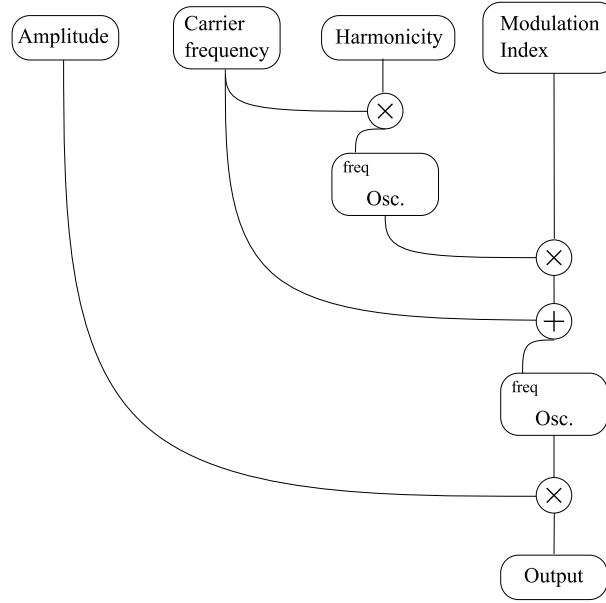 Amplitude
Carrier
frequency
Harmonicity
Modulation
Index
×
freq
Osc.
×
+
freq
Osc.
×
Output